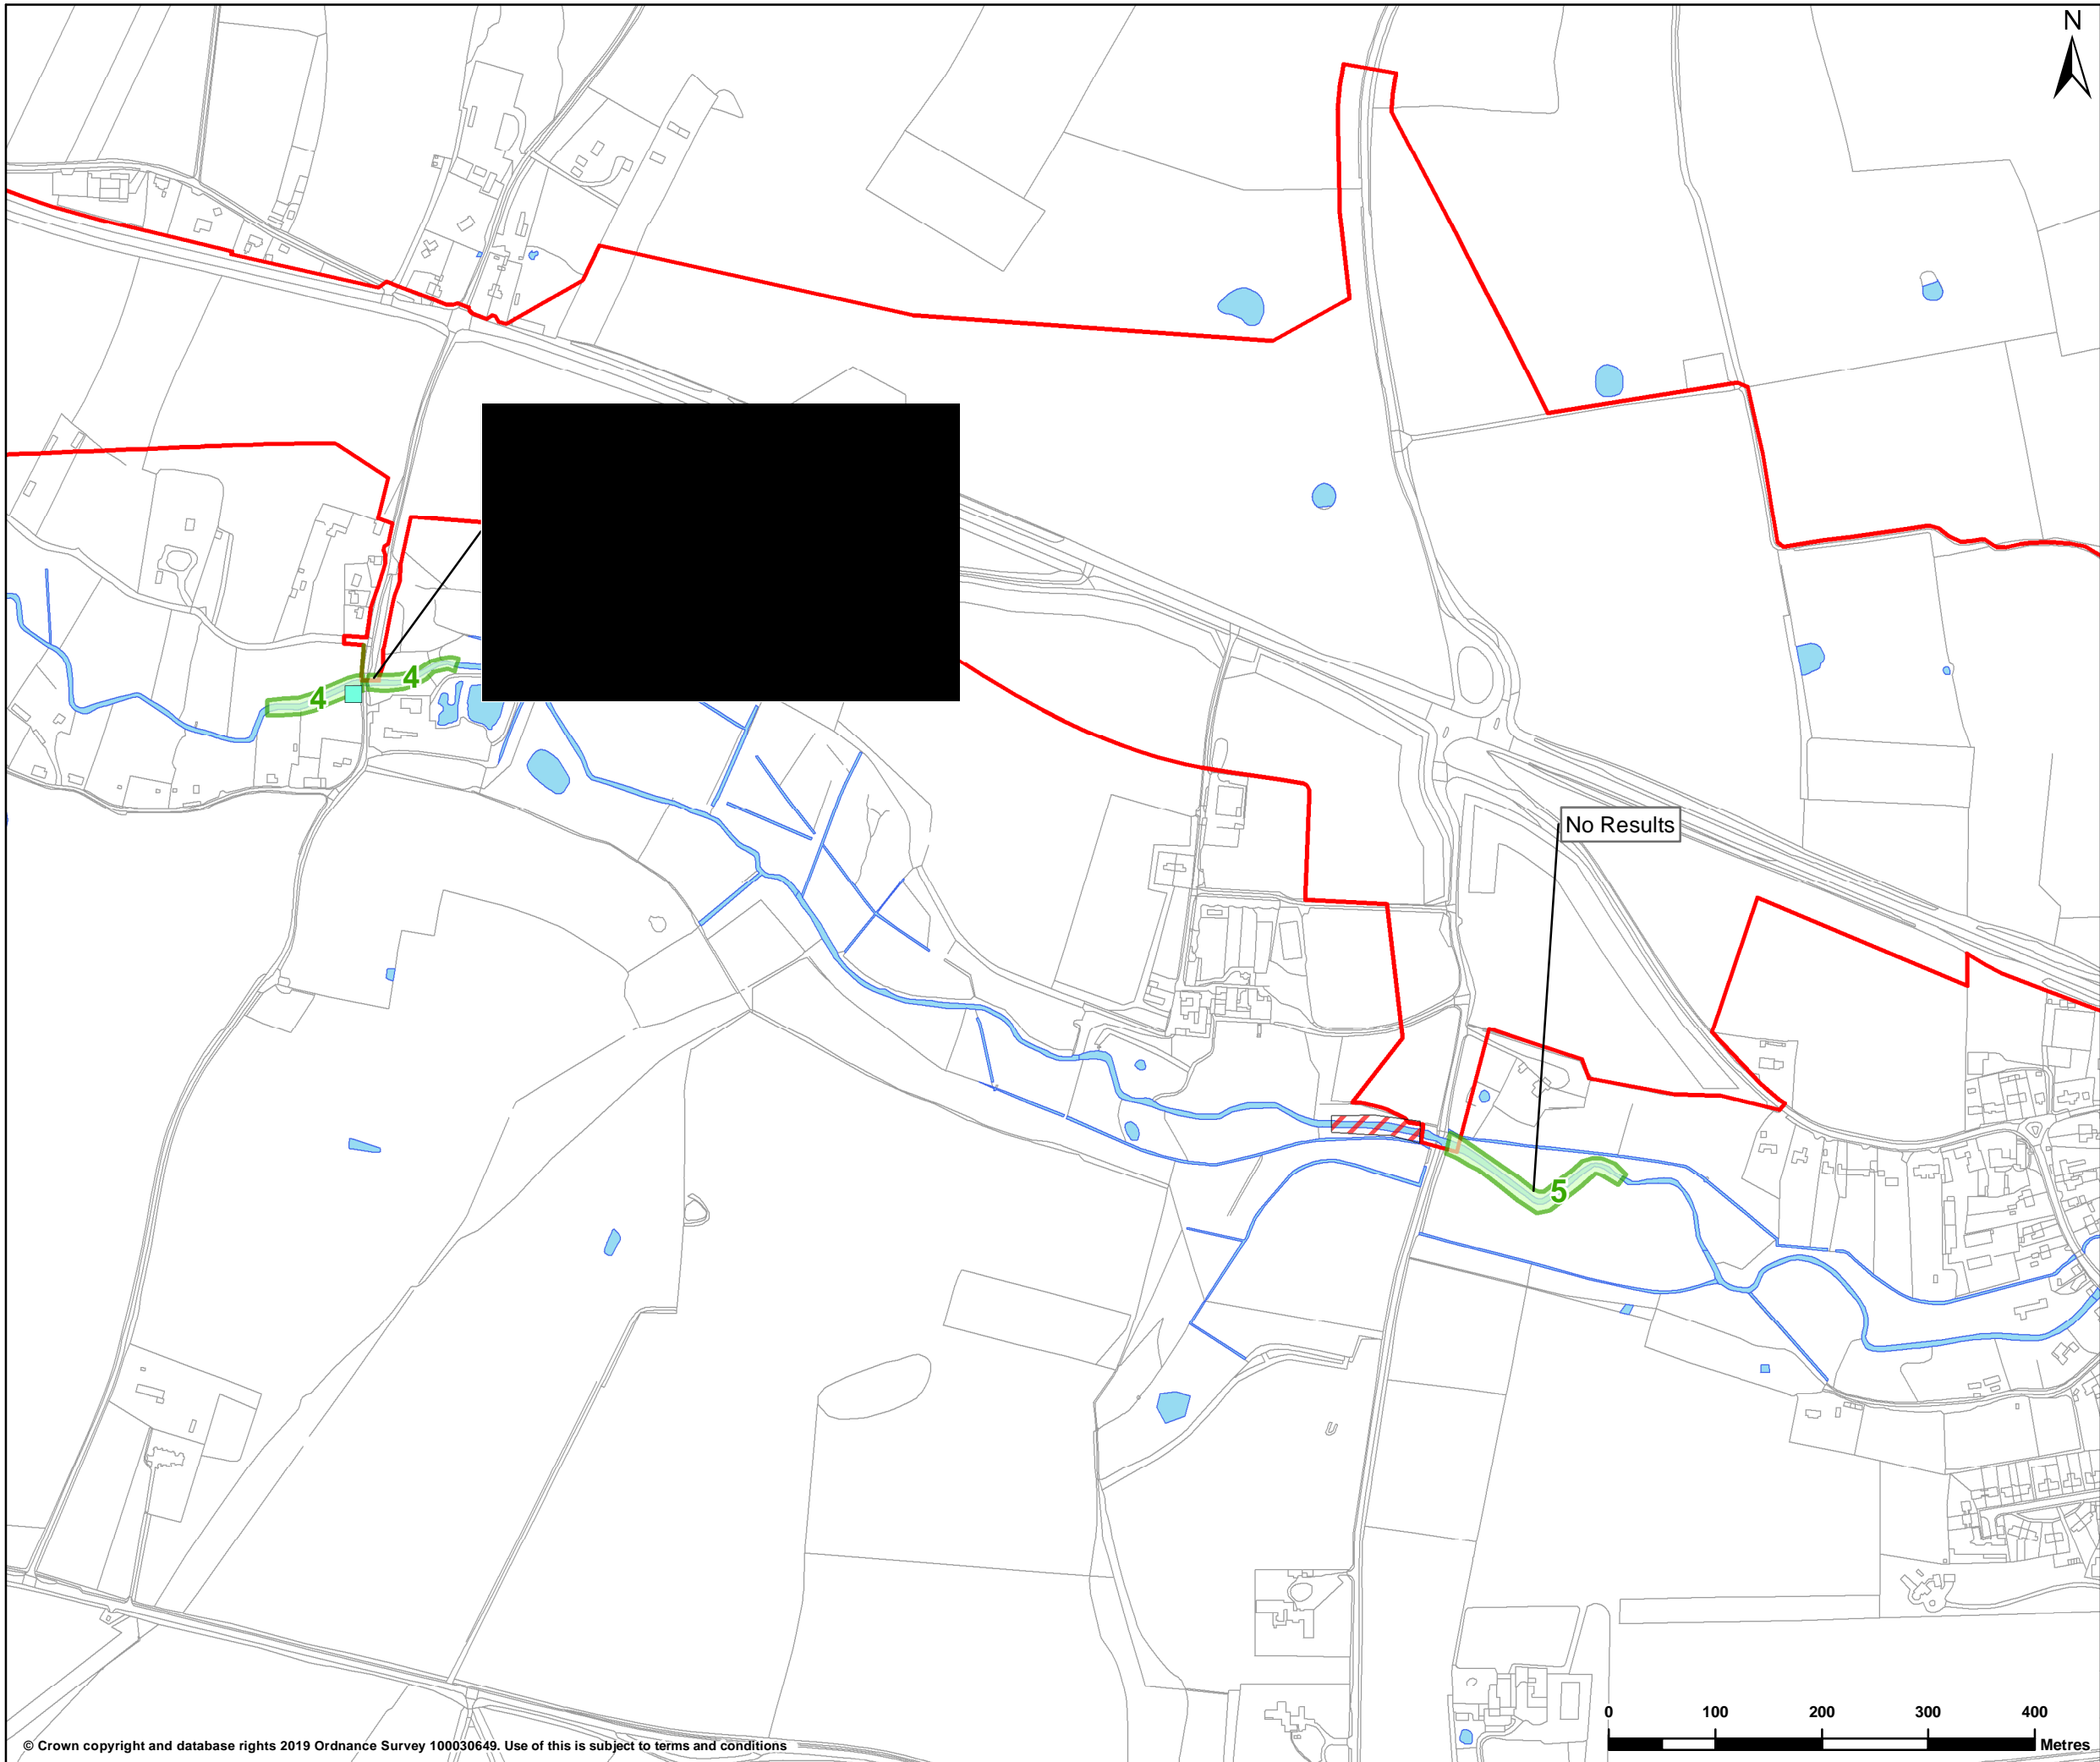 N
4
4
No Results
5
0 100 200 300 400
Metres
© Crown copyright and database rights 2019 Ordnance Survey 100030649. Use of this is subject to terms and conditions